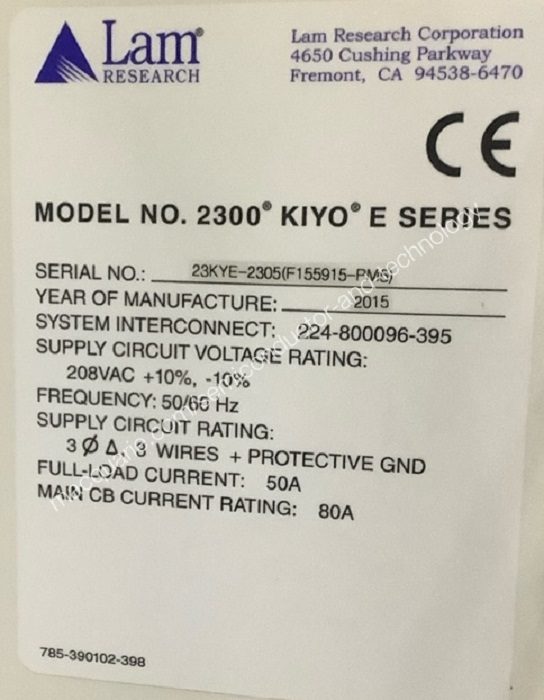 Lam®
RESEARCH
Lam Research Corporation
4650 Cushing Parkway
Fremont, CA 94538-6470
CE
MODEL NO. 2300® KIYO® E SERIES
SERIAL NO.: 23KYE-2305(F155915-PM3)
YEAR OF MANUFACTURE: 2015
SYSTEM INTERCONNECT: 224-800096-395
SUPPLY CIRCUIT VOLTAGE RATING:
208VAC +10%, -10%
FREQUENCY: 50/60 Hz
SUPPLY CIRCUIT RATING:
3 Ø Δ, 3 WIRES + PROTECTIVE GND
FULL-LOAD CURRENT: 50A
MAIN CB CURRENT RATING: 80A
785-390102-398